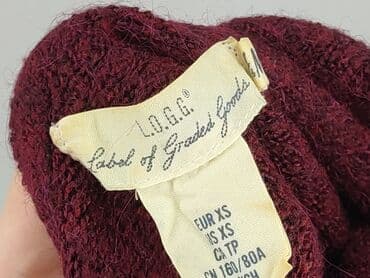 L.O.G.G.®
Label of Graded Goods
EUR XS
US XS
CA TP
CN 160/80A